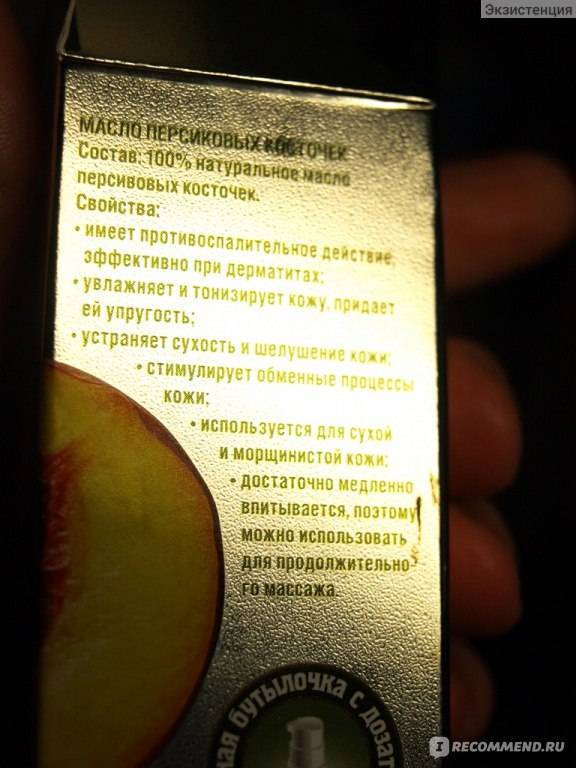 Экзистенция
МАСЛО ПЕРСИКОВЫХ КОСТОЧЕК
Состав: 100% натуральное масло
персивовых косточек.
Свойства:
• имеет противоспалительное действие,
эффективно при дерматитах;
• увлажняет и тонизирует кожу, придает
ей упругость;
• устраняет сухость и шелушение кожи;
• стимулирует обменные процессы
кожи;
• используется для сухой
и морщинистой кожи;
• достаточно медленно
впитывается, поэтому
можно использовать
для продолжительно-
го массажа.
бутылочка с
I RECOMMEND.RU